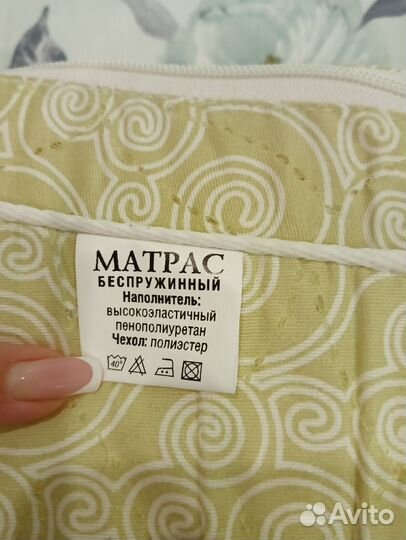 МАТРАС
БЕСПРУЖИННЫЙ
Наполнитель:
высокоэластичный
пенополиуретан
Чехол: полиэстер
40°
Avito